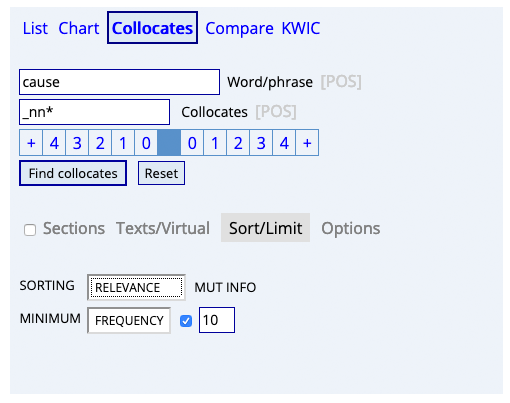 List Chart Collocates Compare KWIC
cause Word/phrase [POS]
_nn* Collocates [POS]
+ 4 3 2 1 0 0 1 2 3 4 +
Find collocates Reset
Sections Texts/Virtual Sort/Limit Options
SORTING RELEVANCE MUT INFO
MINIMUM FREQUENCY 10